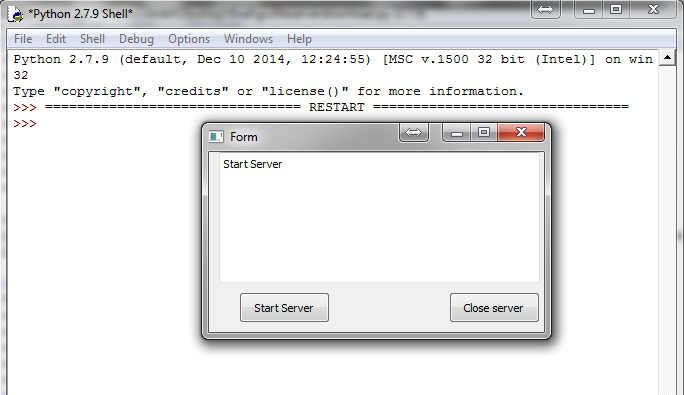 *Python 2.7.9 Shell*
File Edit Shell Debug Options Windows Help
Python 2.7.9 (default, Dec 10 2014, 12:24:55) [MSC v.1500 32 bit (Intel)] on win
32
Type "copyright", "credits" or "license()" for more information.
>>> ================================ RESTART ================================
>>>
Form
Start Server
Start Server Close server